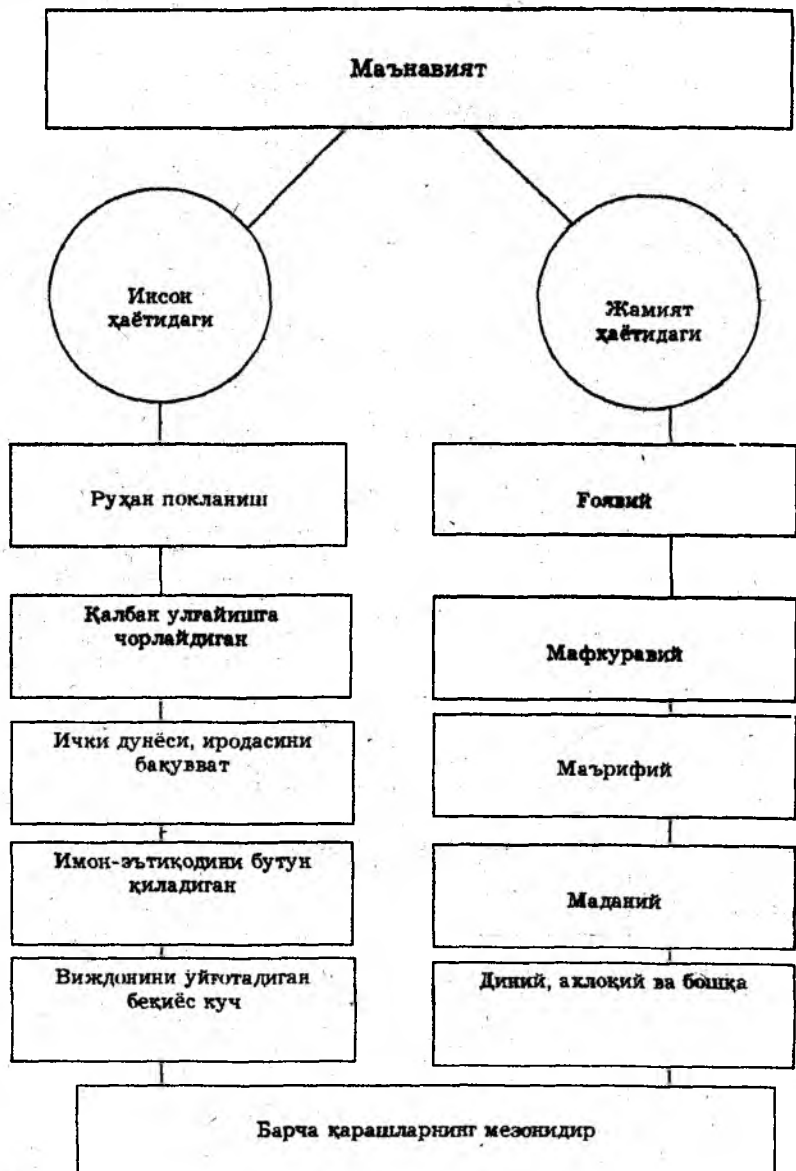 Маънавият
Инсон
ҳаётидаги
Жамият
ҳаётидаги
Руҳан покланиш
Ғоявий
Қалбан улғайишга
чорлайдиган
Мафкуравий
Ички дунёси, иродасини
бақувват
Маърифий
Имон-эътиқодини бутун
қиладиган
Маданий
Виждонини уйғотадиган
беқиёс куч
Диний, ахлоқий ва бошқа
Барча қарашларнинг мезонидир